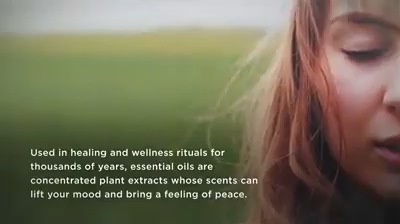 Used in healing and wellness rituals for
thousands of years, essential oils are
concentrated plant extracts whose scents can
lift your mood and bring a feeling of peace.